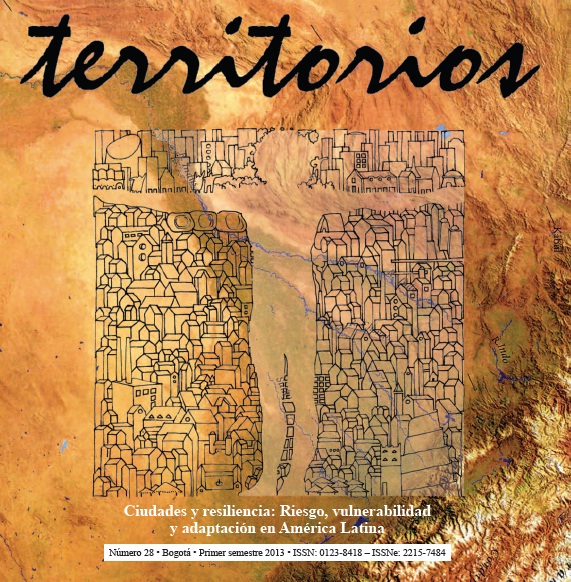 territorios
Ciudades y resiliencia: Riesgo, vulnerabilidad
y adaptación en América Latina
Número 28 • Bogotá • Primer semestre 2013 • ISSN: 0123-8418 – ISSNe: 2215-7484